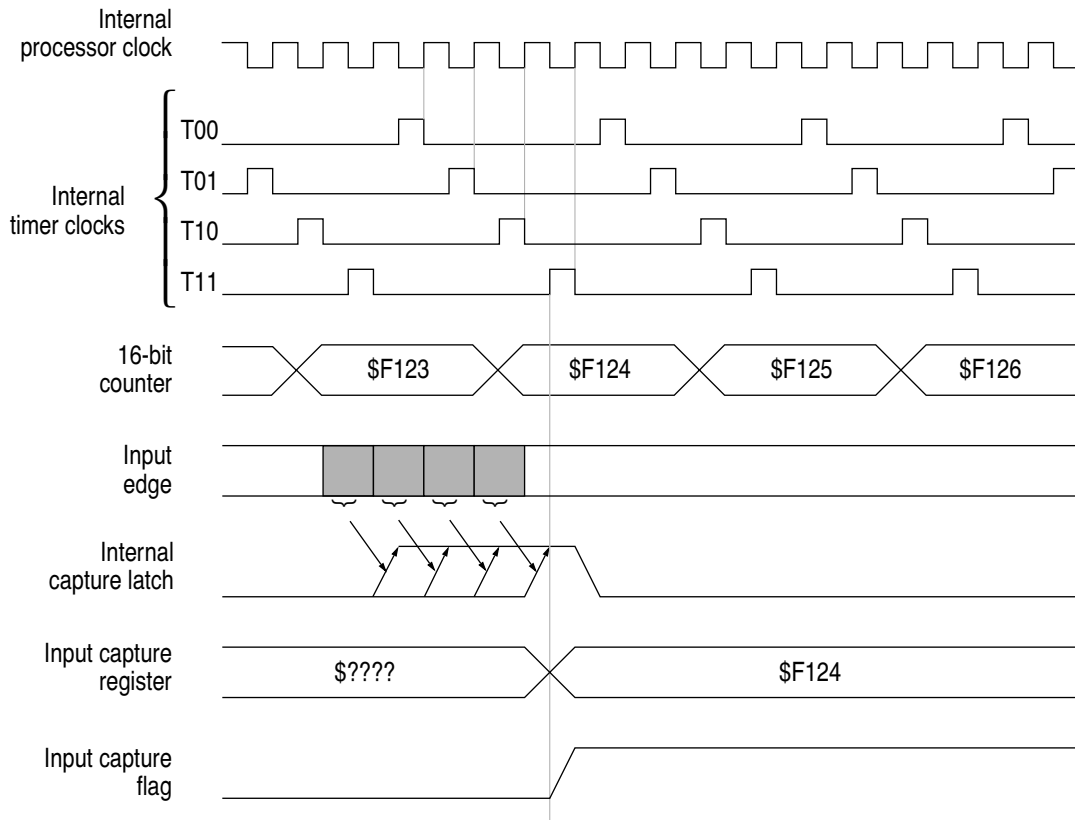 Internal
processor clock
T00
T01
Internal
timer clocks
T10
T11
16-bit
counter
$F123
$F124
$F125
$F126
Input
edge
Internal
capture latch
Input capture
register
$????
$F124
Input capture
flag